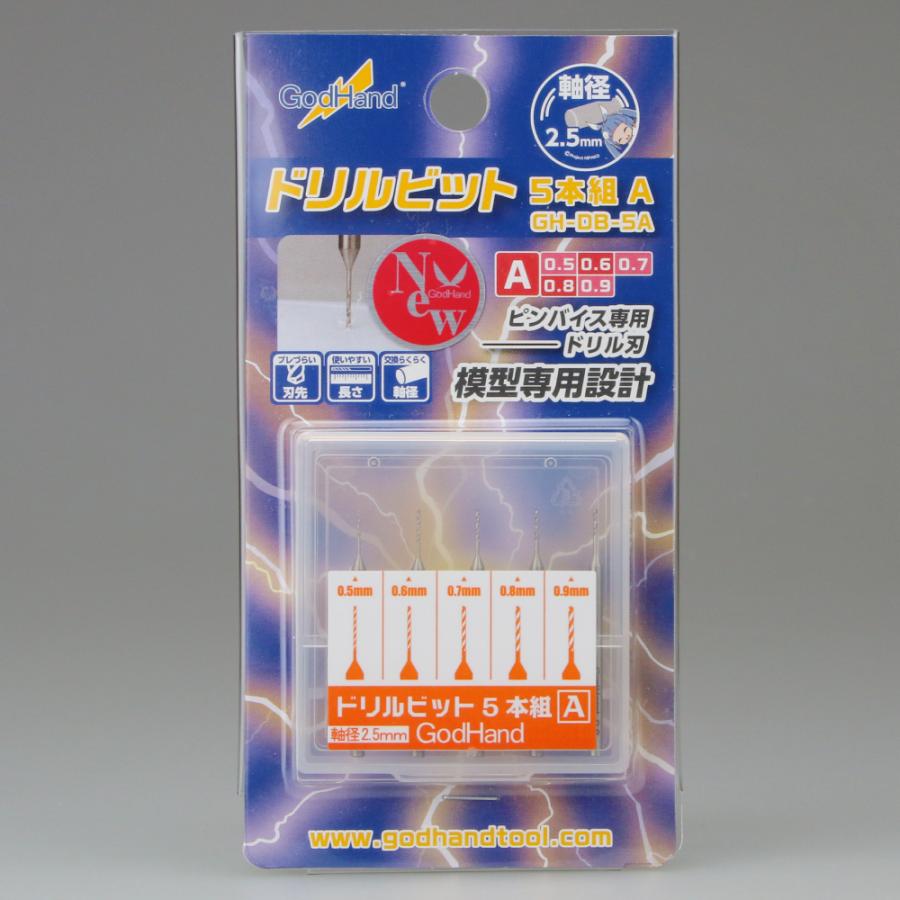 GodHand®
軸径
2.5mm
ドリルビット 5本組 A
GH-DB-5A
A 0.5 0.6 0.7
0.8 0.9
New
GodHand
ピンバイス専用
ドリル刃
模型専用設計
ブレづらい 使いやすい 交換らくらく
刃先 長さ 軸径
0.5mm 0.6mm 0.7mm 0.8mm 0.9mm
ドリルビット 5本組 A
軸径2.5mm GodHand
www.godhandtool.com